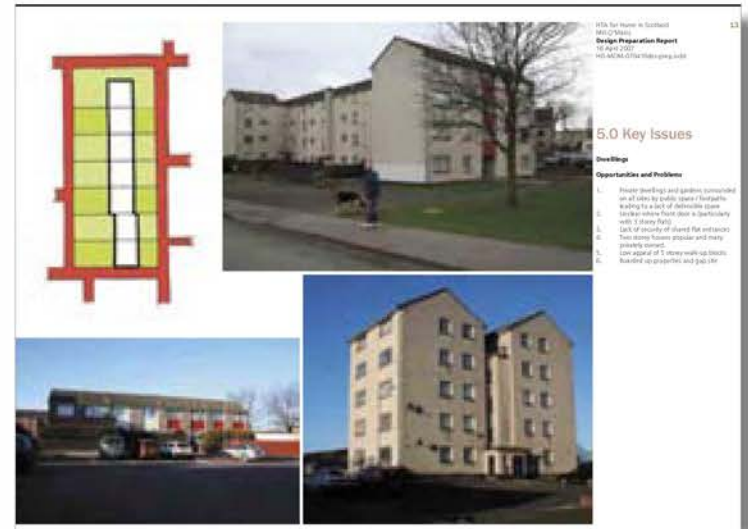 HTA for Home in Scotland
13
Design Preparation Report
16 April 2007
5.0 Key Issues
Dwellings
Opportunities and Problems
1. Private dwellings and gardens surrounded
on all sides by public space / footpaths
leading to a lack of defensible space
2. Unclear where front door is (particularly
with 3 storey flats)
3. Lack of security of shared flat entrances
4. Two storey houses popular and many
privately owned.
5. Low appeal of 5 storey walk-up blocks
6. Boarded up properties and gap site